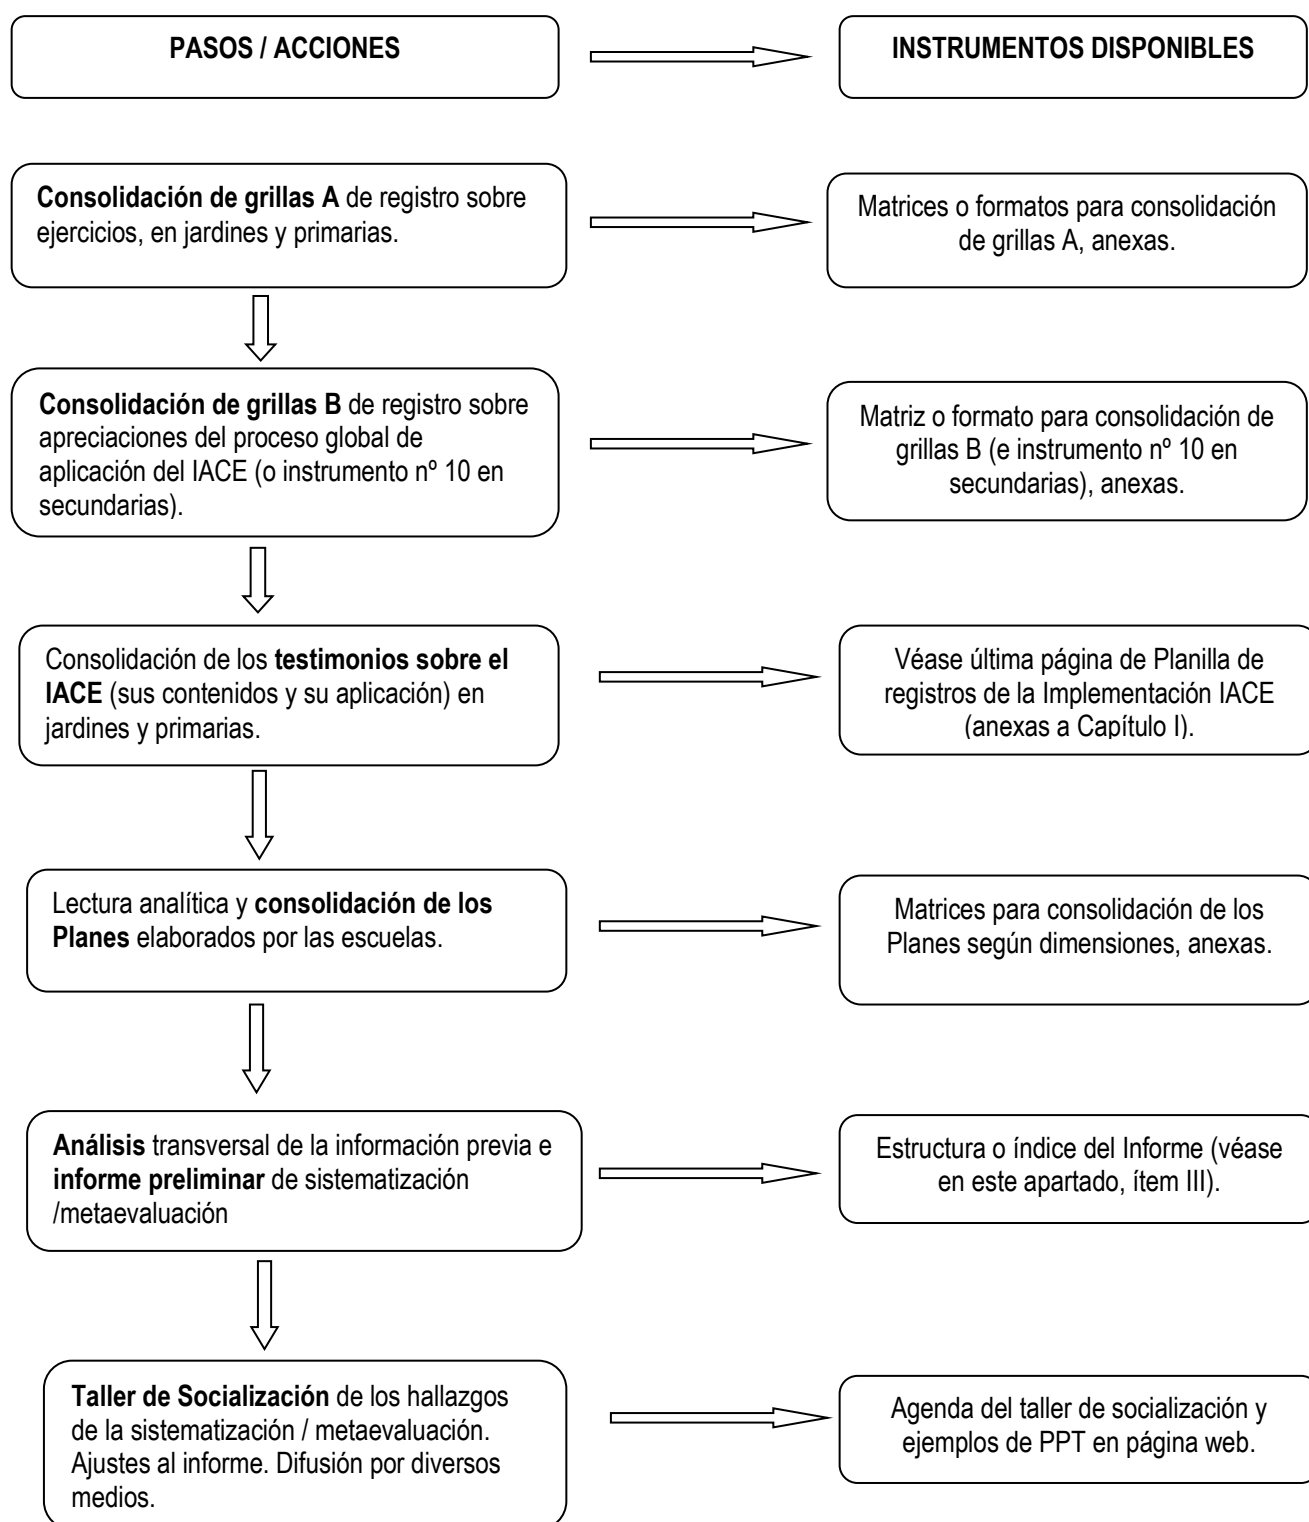 PASOS / ACCIONES
INSTRUMENTOS DISPONIBLES
Consolidación de grillas A de registro sobre
ejercicios, en jardines y primarias.
Matrices o formatos para consolidación
de grillas A, anexas.
Consolidación de grillas B de registro sobre
apreciaciones del proceso global de
aplicación del IACE (o instrumento nº 10 en
secundarias).
Matriz o formato para consolidación de
grillas B (e instrumento nº 10 en
secundarias), anexas.
Consolidación de los testimonios sobre el
IACE (sus contenidos y su aplicación) en
jardines y primarias.
Véase última página de Planilla de
registros de la Implementación IACE
(anexas a Capítulo I).
Lectura analítica y consolidación de los
Planes elaborados por las escuelas.
Matrices para consolidación de los
Planes según dimensiones, anexas.
Análisis transversal de la información previa e
informe preliminar de sistematización
/metaevaluación
Estructura o índice del Informe (véase
en este apartado, ítem III).
Taller de Socialización de los hallazgos
de la sistematización / metaevaluación.
Ajustes al informe. Difusión por diversos
medios.
Agenda del taller de socialización y
ejemplos de PPT en página web.